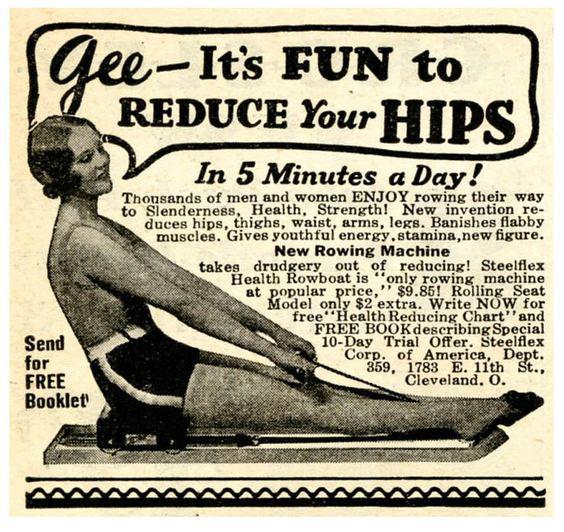 Gee — It's FUN to
REDUCE Your HIPS
In 5 Minutes a Day!
Thousands of men and women ENJOY rowing their way
to Slenderness, Health, Strength! New invention re-
duces hips, thighs, waist, arms, legs. Banishes flabby
muscles. Gives youthful energy, stamina, new figure.
New Rowing Machine
takes drudgery out of reducing! Steelflex
Health Rowboat is "only rowing machine
at popular price," $9.85! Rolling Seat
Model only $2 extra. Write NOW for
free "Health Reducing Chart" and
FREE BOOK describing Special
10-Day Trial Offer. Steelflex
Corp. of America, Dept.
359, 1783 E. 11th St.,
Cleveland. O.
Send
for
FREE
Booklet